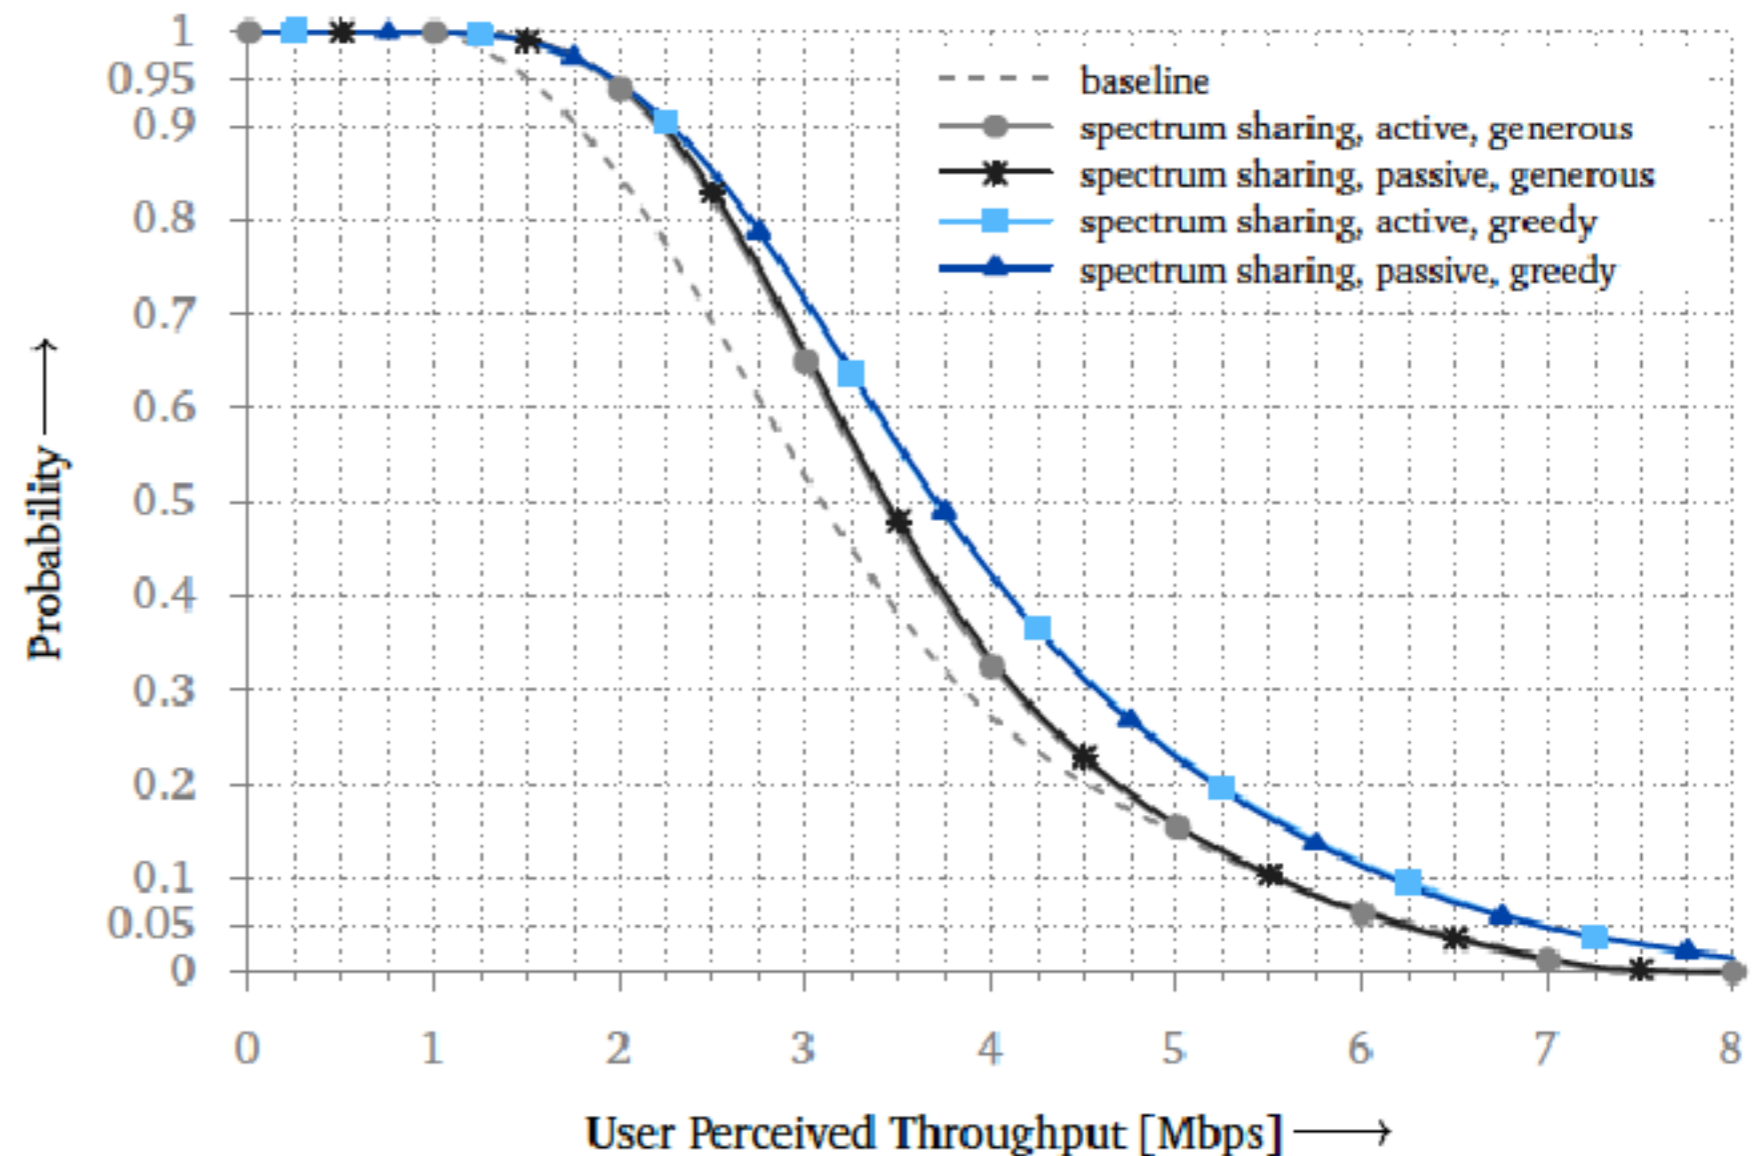 1
0.95
0.9
0.8
0.7
0.6
0.5
0.4
0.3
0.2
0.1
0.05
0
Probability
baseline
spectrum sharing, active, generous
spectrum sharing, passive, generous
spectrum sharing, active, greedy
spectrum sharing, passive, greedy
0 1 2 3 4 5 6 7 8
User Perceived Throughput [Mbps]